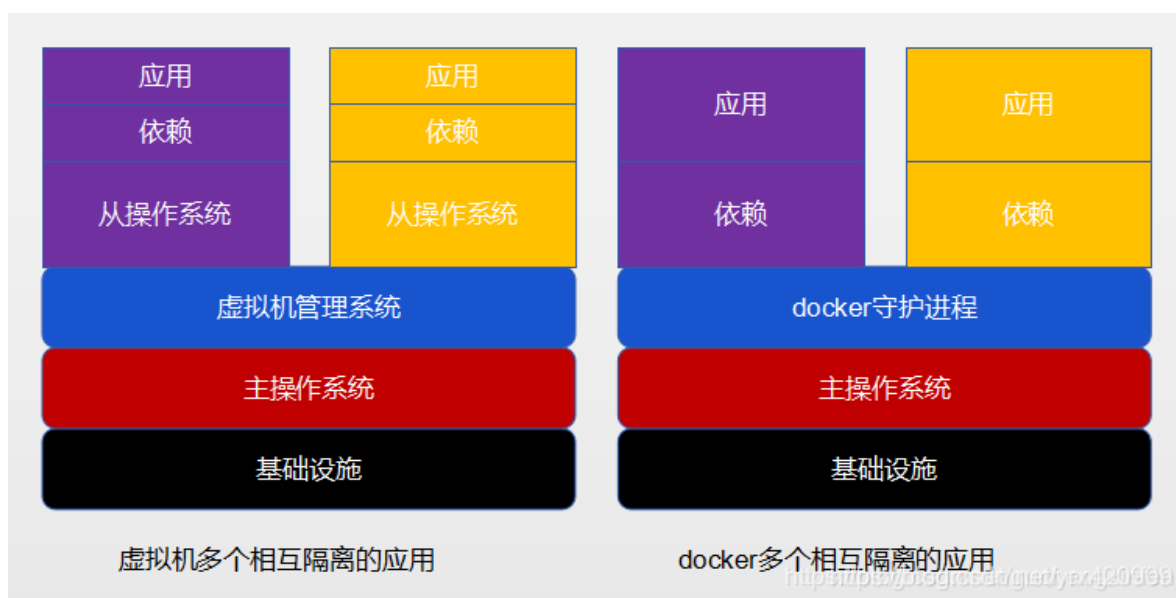 应用
应用
应用
应用
依赖
依赖
从操作系统
从操作系统
依赖
依赖
虚拟机管理系统
docker守护进程
主操作系统
主操作系统
基础设施
基础设施
虚拟机多个相互隔离的应用
docker多个相互隔离的应用